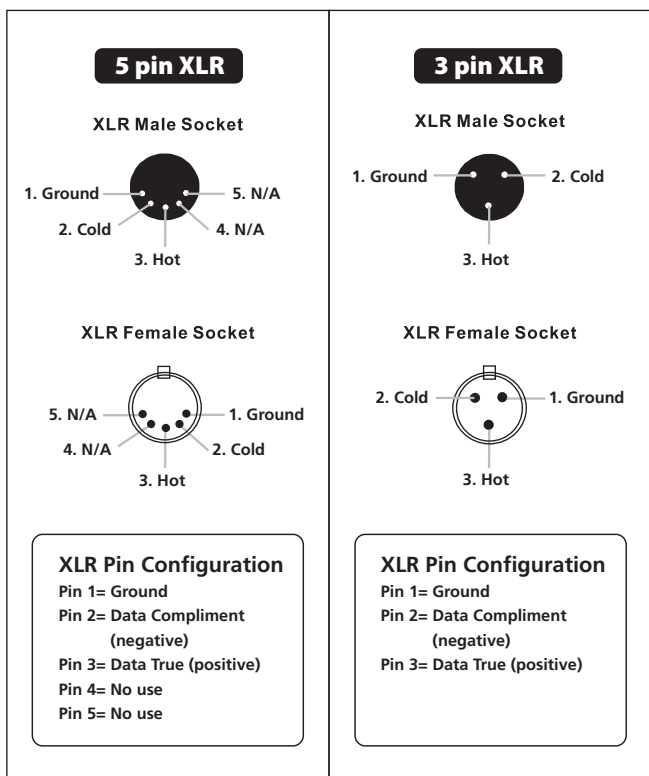 5 pin XLR
XLR Male Socket
1. Ground
5. N/A
2. Cold
4. N/A
3. Hot
XLR Female Socket
5. N/A
1. Ground
4. N/A
2. Cold
3. Hot
XLR Pin Configuration
Pin 1= Ground
Pin 2= Data Compliment
(negative)
Pin 3= Data True (positive)
Pin 4= No use
Pin 5= No use
3 pin XLR
XLR Male Socket
1. Ground
2. Cold
3. Hot
XLR Female Socket
2. Cold
1. Ground
3. Hot
XLR Pin Configuration
Pin 1= Ground
Pin 2= Data Compliment
(negative)
Pin 3= Data True (positive)